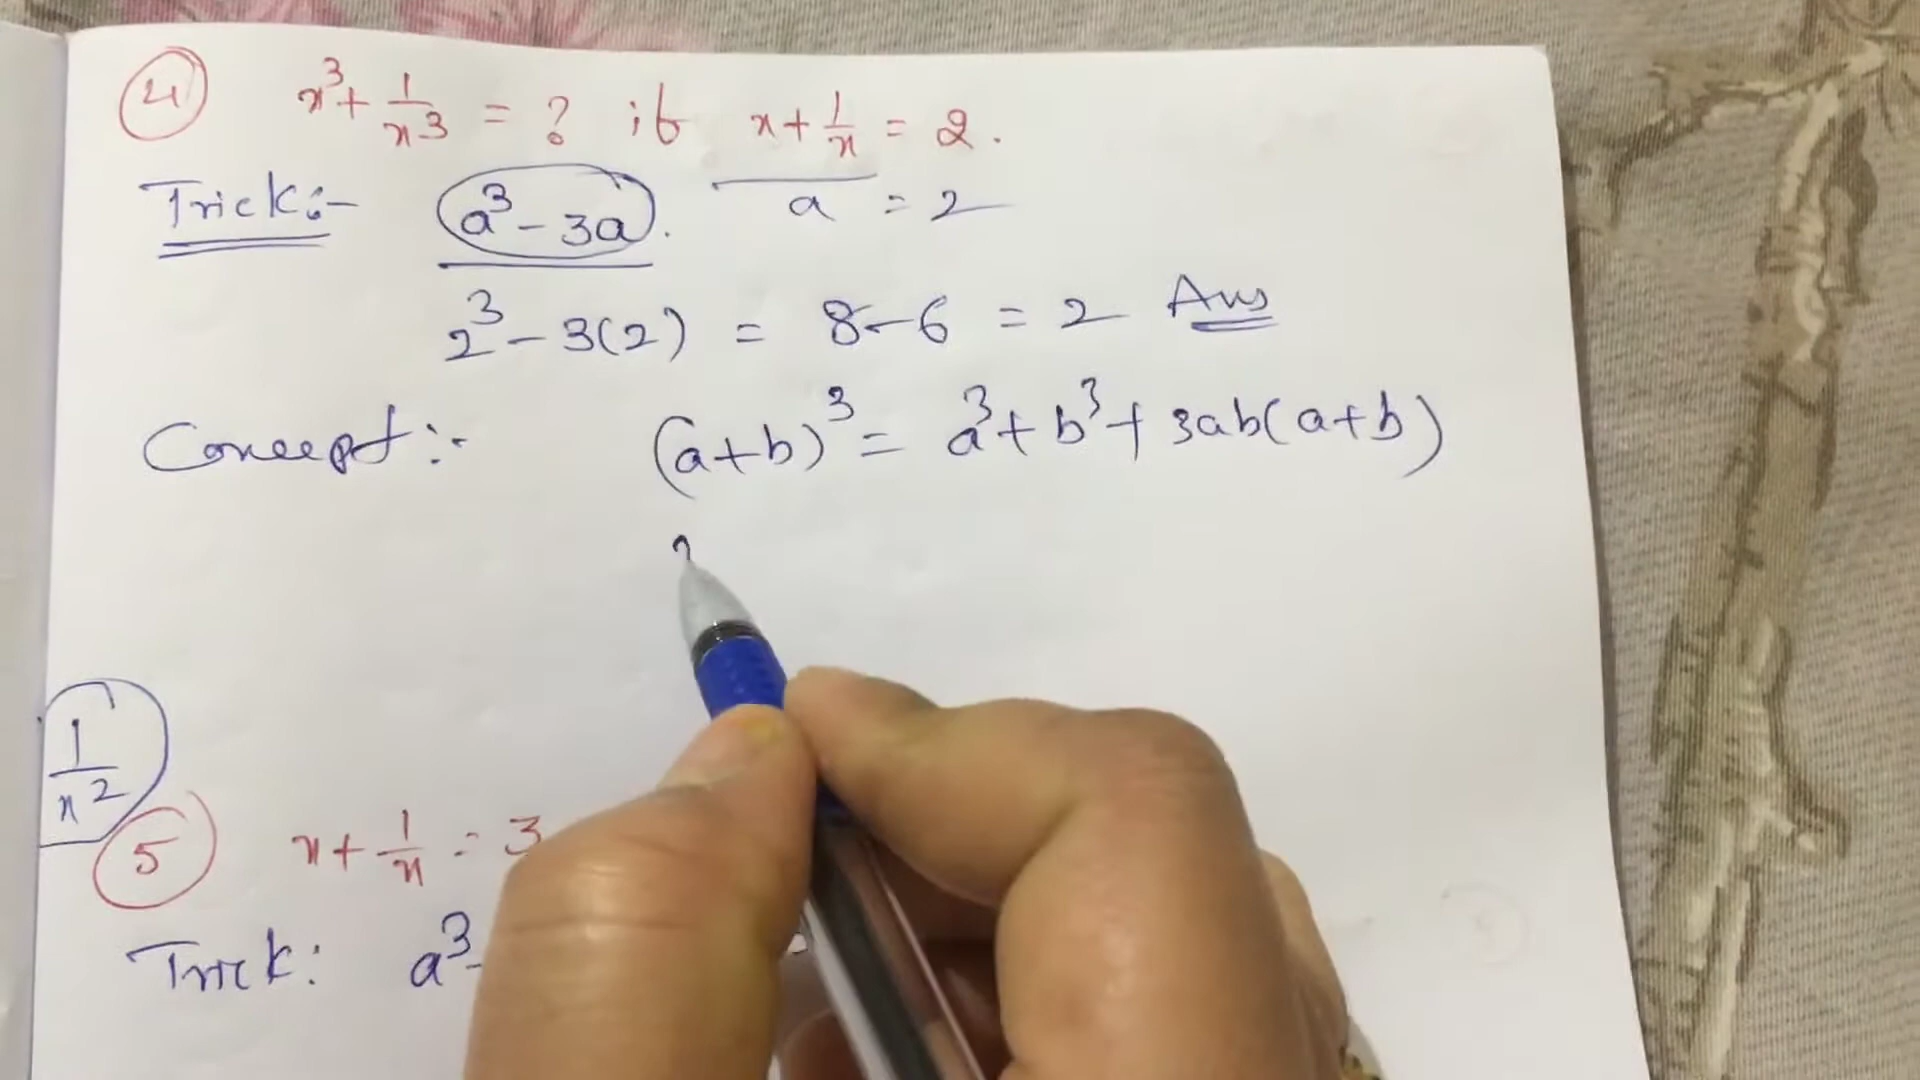 4 x³ + 1/x³ = ? if x + 1/x = 2.
Trick:- a³ - 3a. a = 2
2³ - 3(2) = 8 - 6 = 2 Ans
Concept:- (a+b)³ = a³ + b³ + 3ab(a+b)
1/x²
5 x + 1/x = 3
Trick: a³ -